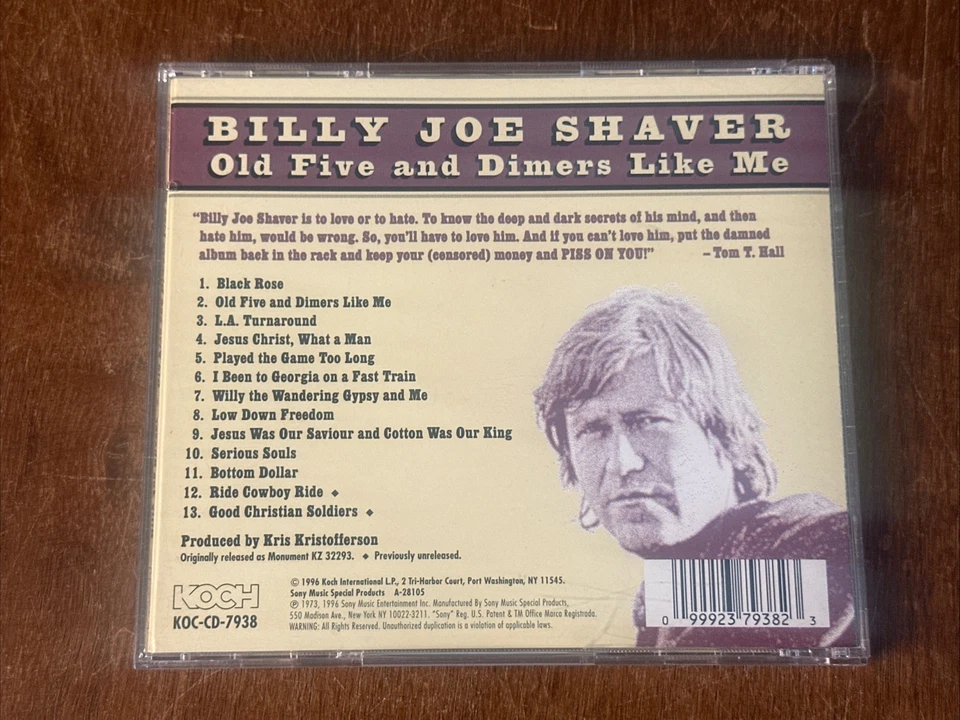 BILLY JOE SHAVER
Old Five and Dimers Like Me
“Billy Joe Shaver is to love or to hate. To know the deep and dark secrets of his mind, and then
hate him, would be wrong. So, you'll have to love him. And if you can't love him, put the damned
album back in the rack and keep your (censored) money and PISS ON YOU!” – Tom T. Hall
1. Black Rose
2. Old Five and Dimers Like Me
3. L.A. Turnaround
4. Jesus Christ, What a Man
5. Played the Game Too Long
6. I Been to Georgia on a Fast Train
7. Willy the Wandering Gypsy and Me
8. Low Down Freedom
9. Jesus Was Our Saviour and Cotton Was Our King
10. Serious Souls
11. Bottom Dollar
12. Ride Cowboy Ride ◆
13. Good Christian Soldiers ◆
Produced by Kris Kristofferson
Originally released as Monument KZ 32293. ◆ Previously unreleased.
KOCH
KOC-CD-7938
© 1996 Koch International L.P., 2 Tri-Harbor Court, Port Washington, NY 11545.
Sony Music Special Products A-28105
℗ 1973, 1996 Sony Music Entertainment Inc. Manufactured By Sony Music Special Products,
550 Madison Ave., New York NY 10022-3211. "Sony" Reg. U.S. Patent & TM Office Marca Registrada.
WARNING: All Rights Reserved. Unauthorized duplication is a violation of applicable laws.
0 99923 79382 3